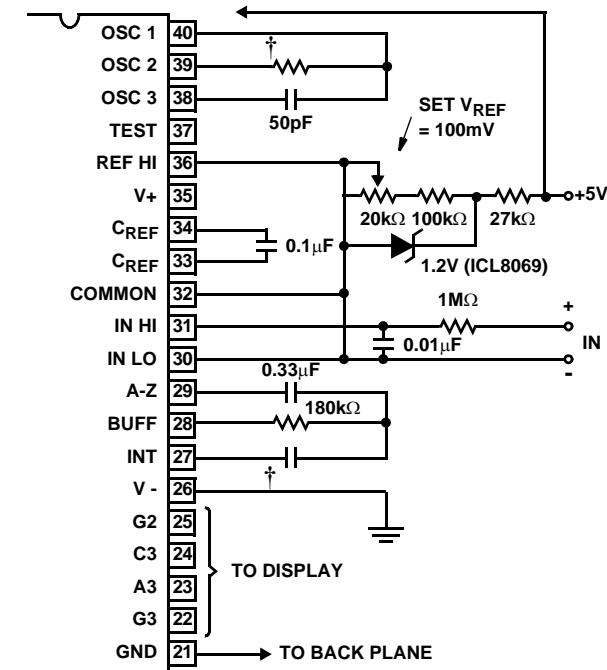 OSC 1 40
OSC 2 39
†
OSC 3 38
50pF
TEST 37
SET VREF
= 100mV
REF HI 36
V+ 35
+5V
20kΩ 100kΩ 27kΩ
CREF 34
0.1µF
CREF 33
1.2V (ICL8069)
COMMON 32
1MΩ
IN HI 31
+
0.01µF
IN
IN LO 30
-
0.33µF
A-Z 29
180kΩ
BUFF 28
INT 27
†
V - 26
G2 25
C3 24
TO DISPLAY
A3 23
G3 22
GND 21
TO BACK PLANE